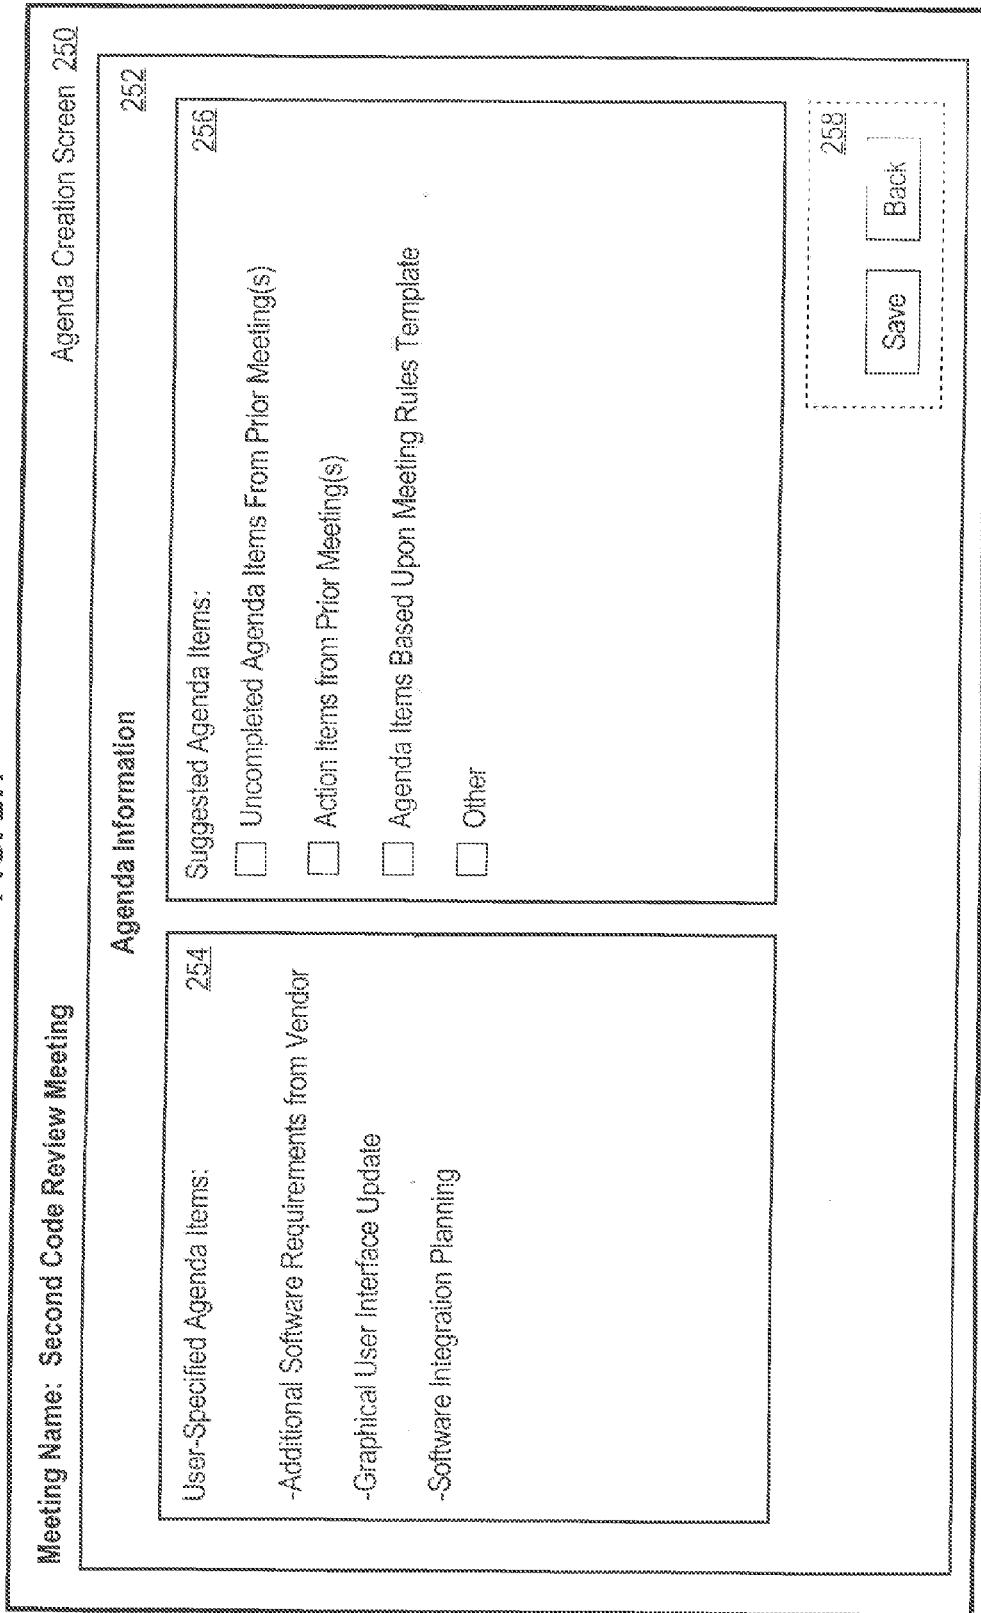 Meeting Name: Second Code Review Meeting
Agenda Creation Screen 250
Agenda Information
252
User-Specified Agenda Items:
254
-Additional Software Requirements from Vendor
-Graphical User Interface Update
-Software Integration Planning
Suggested Agenda Items:
256
Uncompleted Agenda Items From Prior Meeting(s)
Action Items from Prior Meeting(s)
Agenda Items Based Upon Meeting Rules Template
Other
258
Save
Back